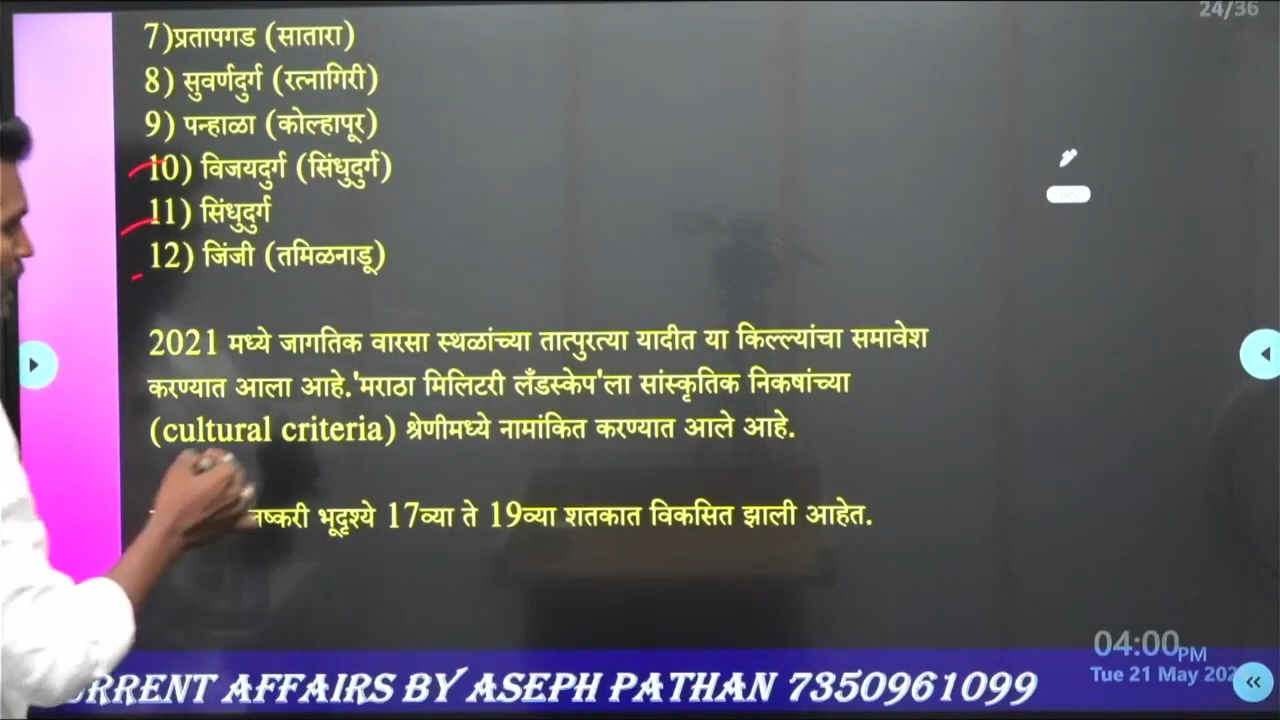 24/36
7)प्रतापगड (सातारा)
8) सुवर्णदुर्ग (रत्नागिरी)
9) पन्हाळा (कोल्हापूर)
10) विजयदुर्ग (सिंधुदुर्ग)
11) सिंधुदुर्ग
12) जिंजी (तमिळनाडू)
2021 मध्ये जागतिक वारसा स्थळांच्या तात्पुरत्या यादीत या किल्ल्यांचा समावेश
करण्यात आला आहे.'मराठा मिलिटरी लँडस्केप'ला सांस्कृतिक निकषांच्या
(cultural criteria) श्रेणीमध्ये नामांकित करण्यात आले आहे.
भूदृश्ये 17व्या ते 19व्या शतकात विकसित झाली आहेत.
04:00PM
Tue 21 May
AFFAIRS BY ASEPH PATHAN 7350961099